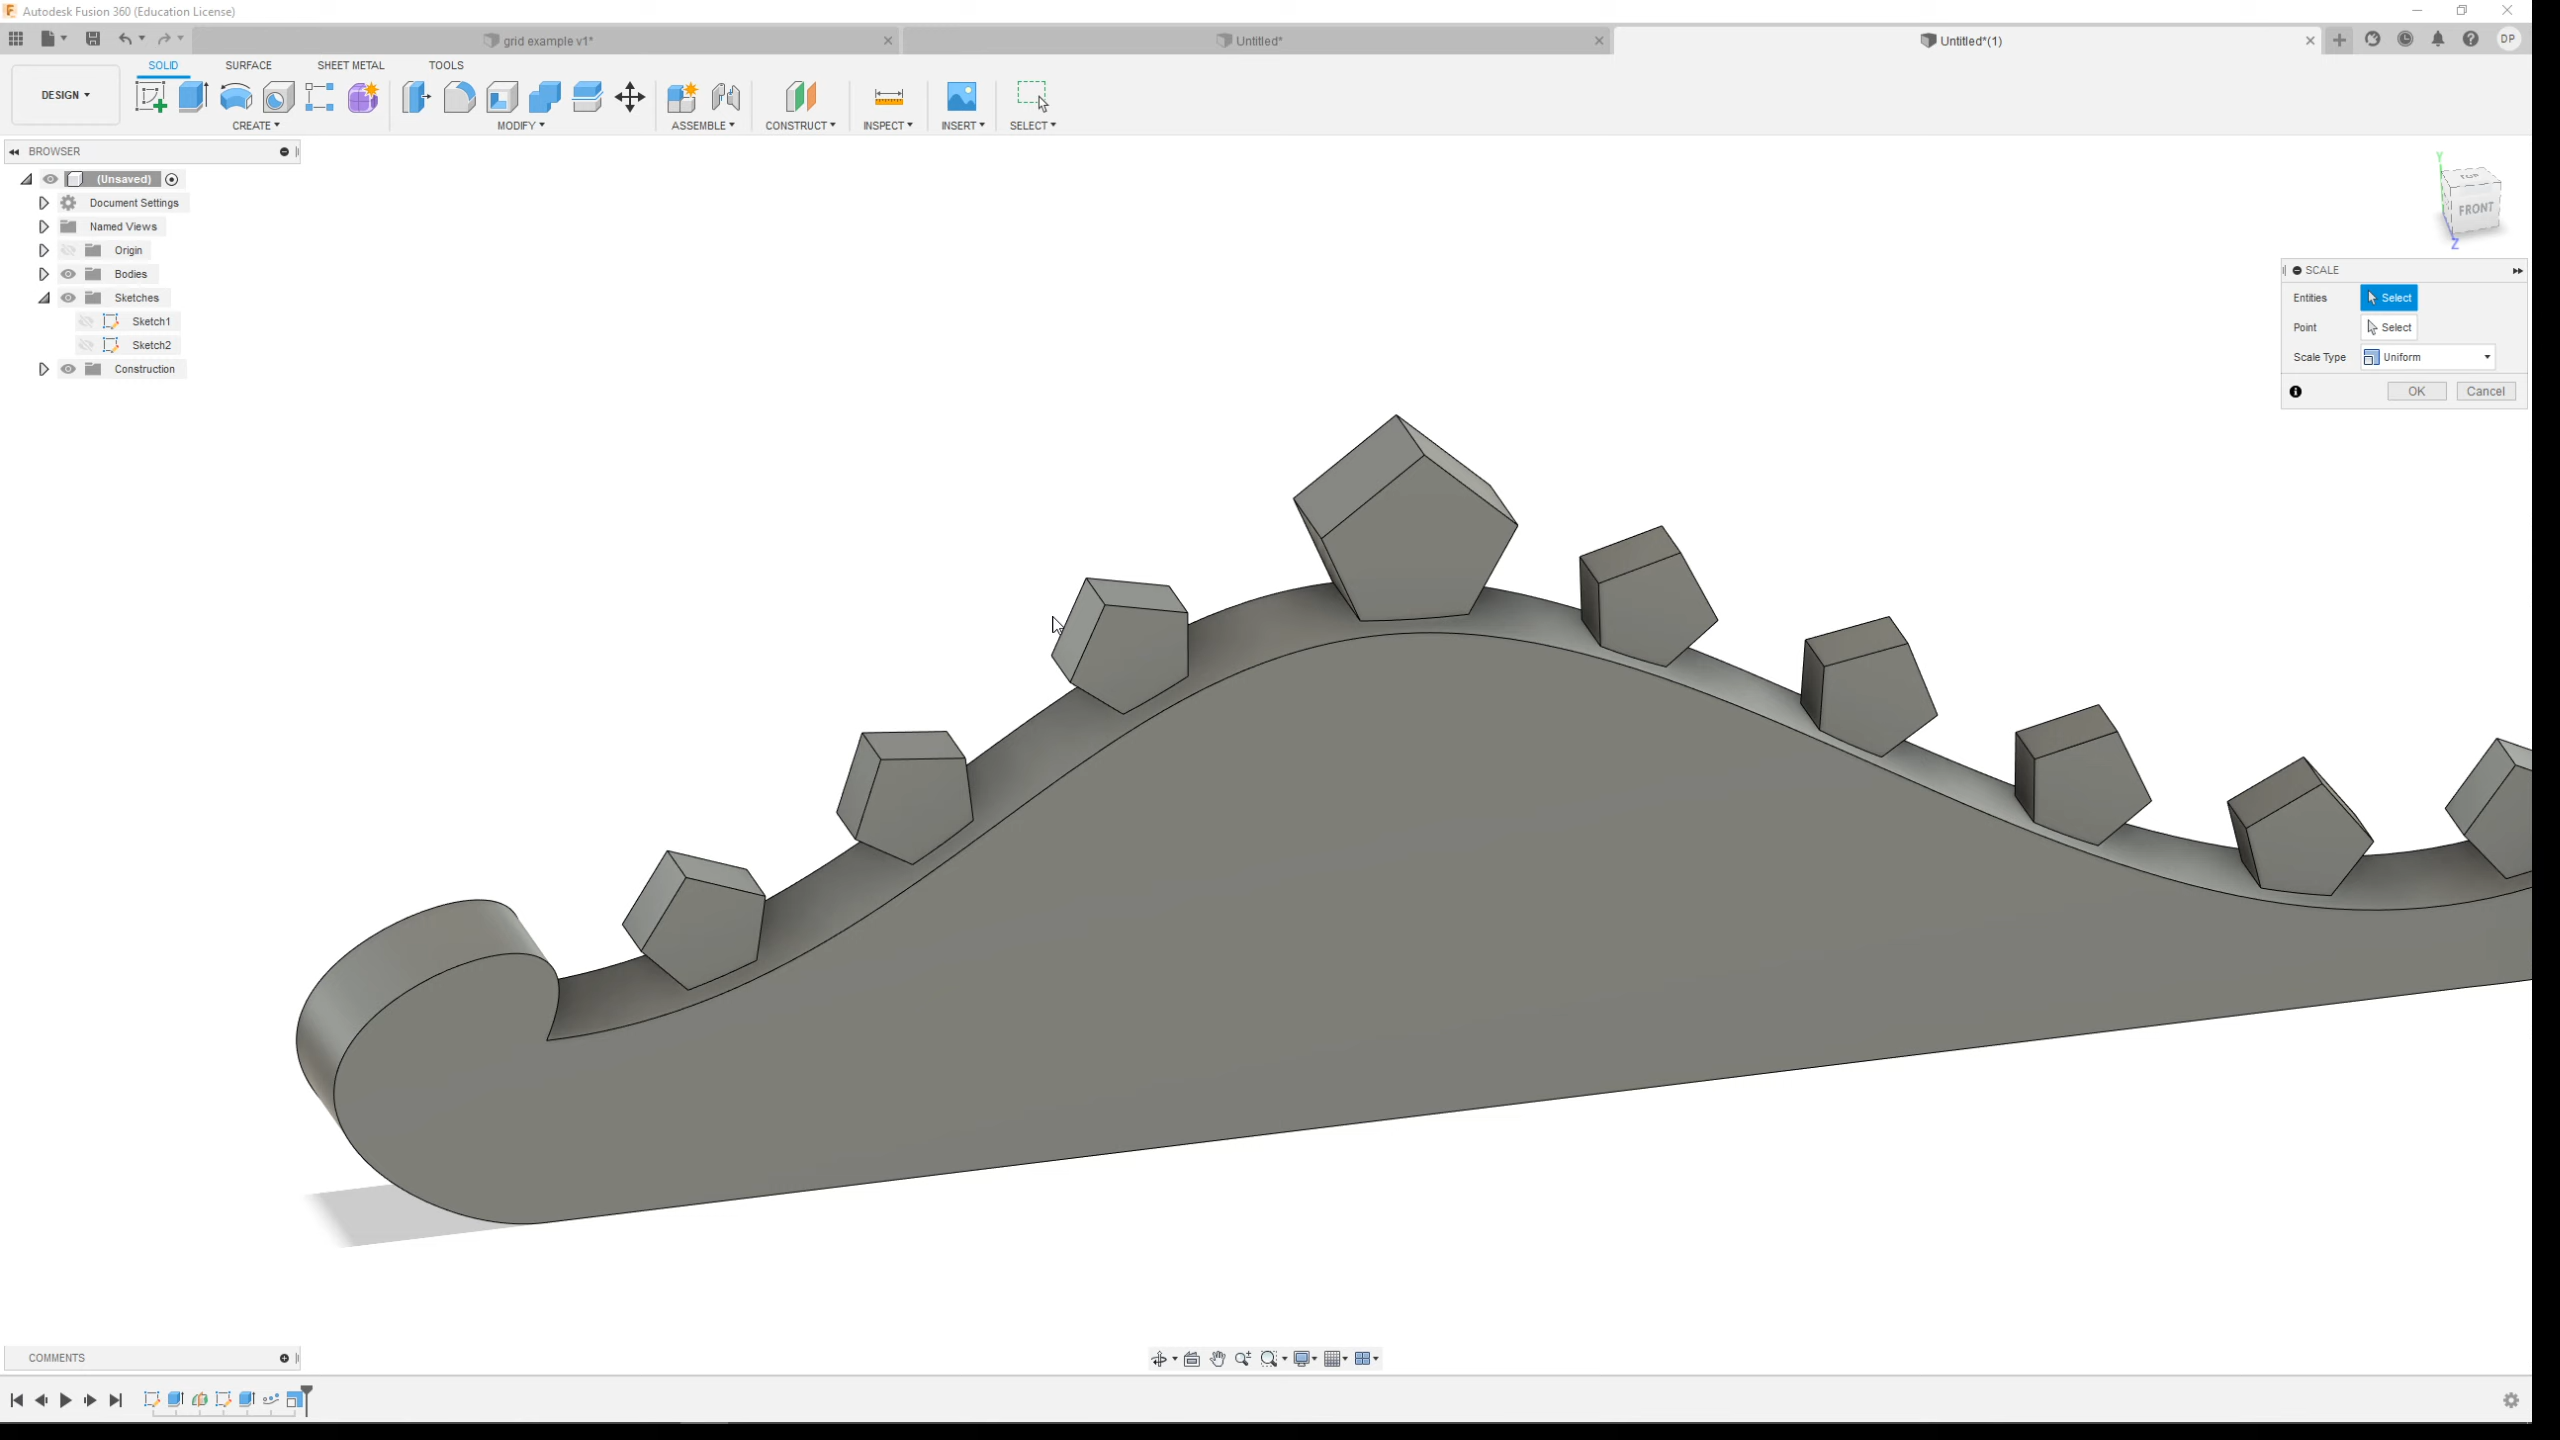 Autodesk Fusion 360 (Education License)
grid example v1*
Untitled*
Untitled*(1)
DP
DESIGN
SOLID
SURFACE
SHEET METAL
TOOLS
CREATE
MODIFY
ASSEMBLE
CONSTRUCT
INSPECT
INSERT
SELECT
BROWSER
(Unsaved)
Document Settings
Named Views
Origin
Bodies
Sketches
Sketch1
Sketch2
Construction
Y
TOP
FRONT
Z
SCALE
Entities
Select
Point
Select
Scale Type
Uniform
OK
Cancel
COMMENTS